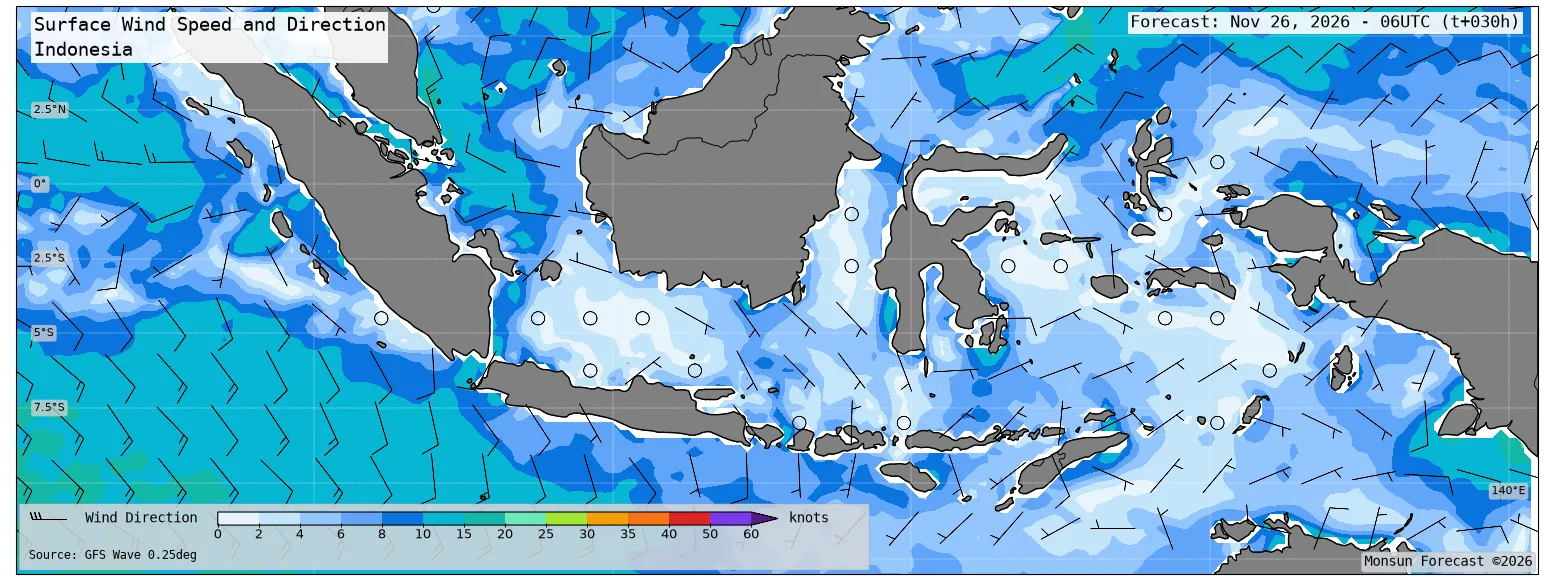 Surface Wind Speed and Direction
Indonesia
Forecast: Nov 26, 2026 - 06UTC (t+030h)
2.5°N
0°
2.5°S
5°S
7.5°S
140°E
Wind Direction
knots
0 2 4 6 8 10 15 20 25 30 35 40 50 60
Source: GFS Wave 0.25deg
Monsun Forecast ©2026